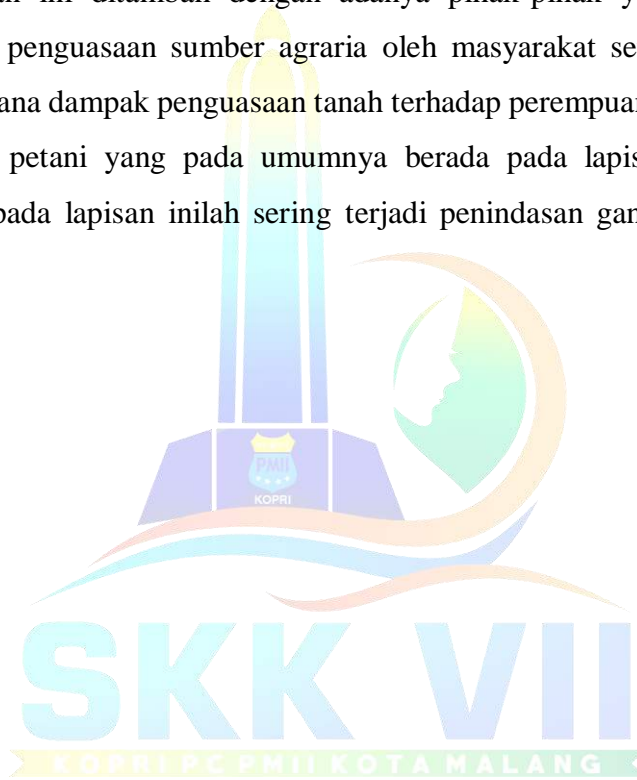 ini ditambah dengan adanya pihak-pihak
penguasaan sumber agraria oleh masyarakat
dampak penguasaan tanah terhadap perempuan
petani yang pada umumnya berada pada
pada lapisan inilah sering terjadi penindasan
PMII
KOPRI
SKK VII
KOPRI PC PMII KOTA MALANG